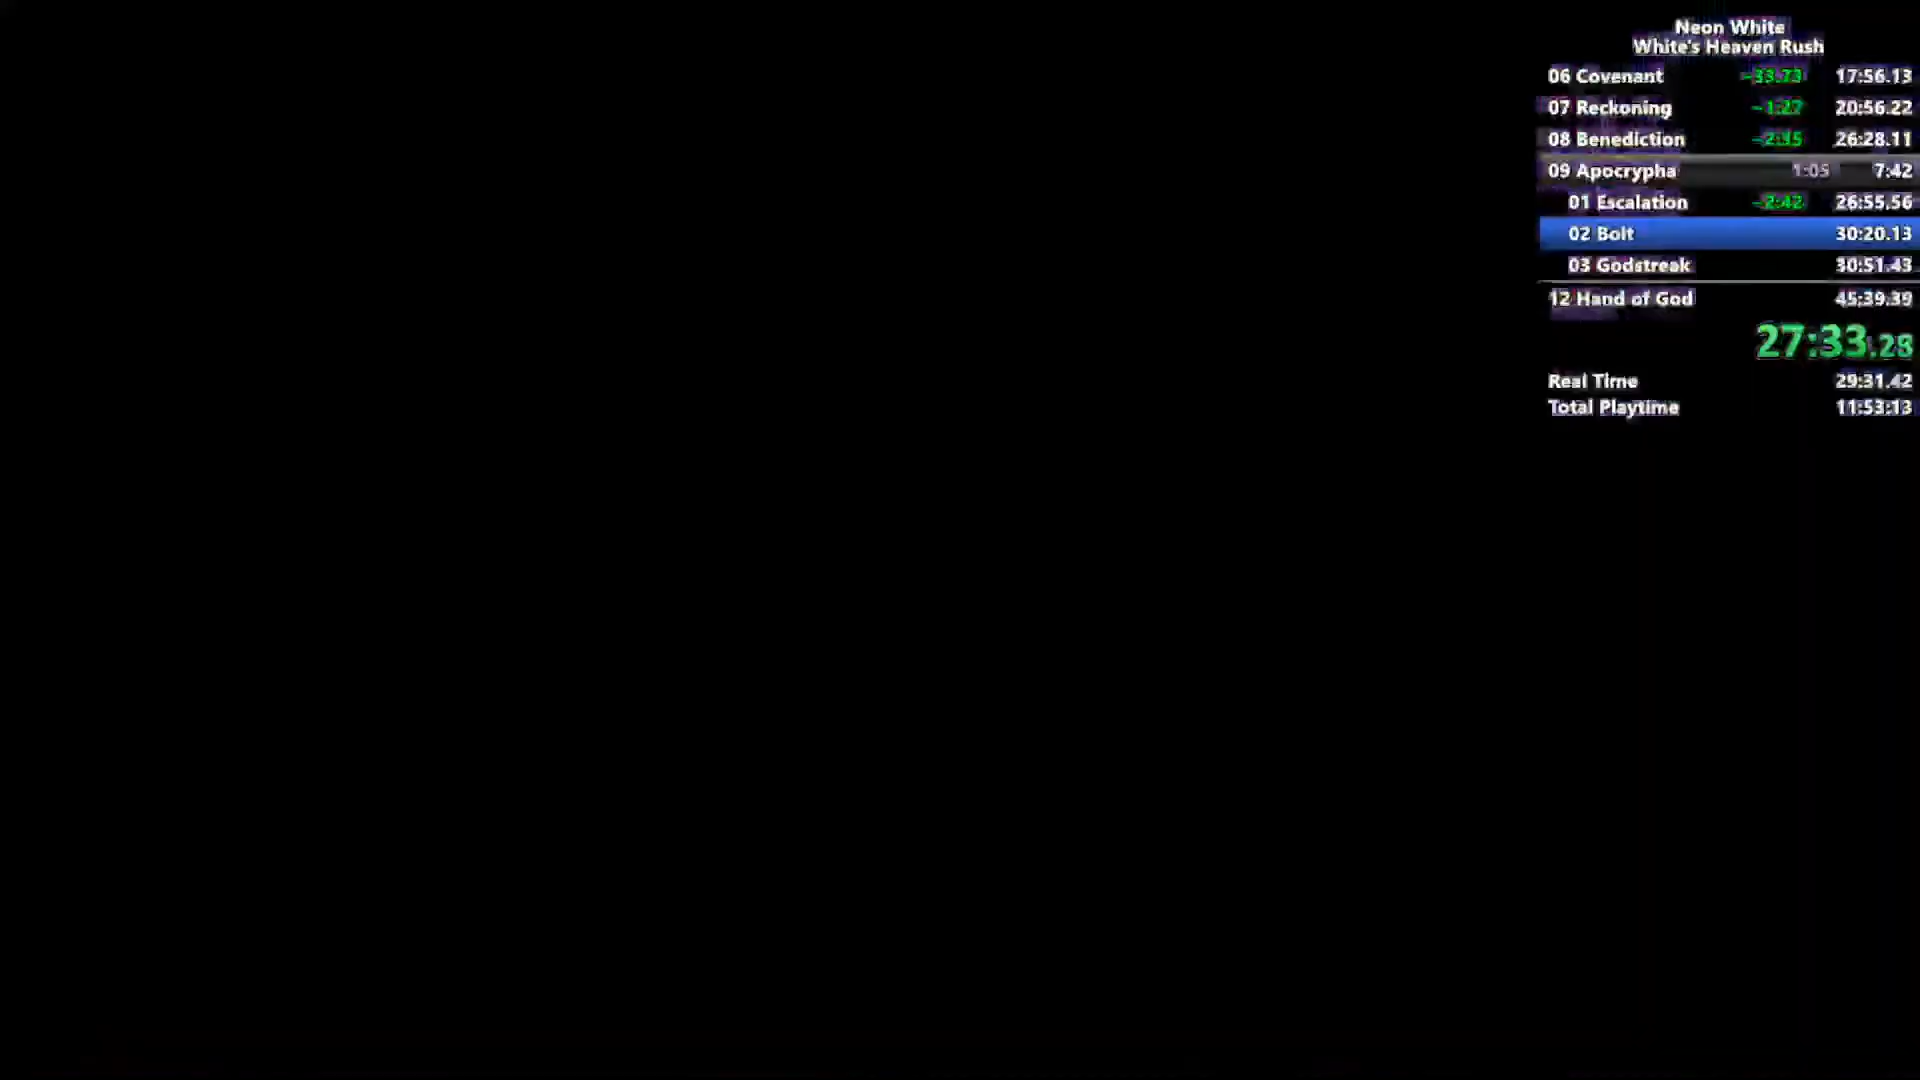 Neon White
White's Heaven Rush
06 Covenant -33.73 17:56.13
07 Reckoning -1:27 20:56.22
08 Benediction -2:15 26:28.11
09 Apocrypha 1:05 7:42
01 Escalation -2:42 26:55.56
02 Bolt 30:20.13
03 Godstreak 30:51.43
12 Hand of God 45:39.39
27:33.28
Real Time 29:31.42
Total Playtime 11:53:13